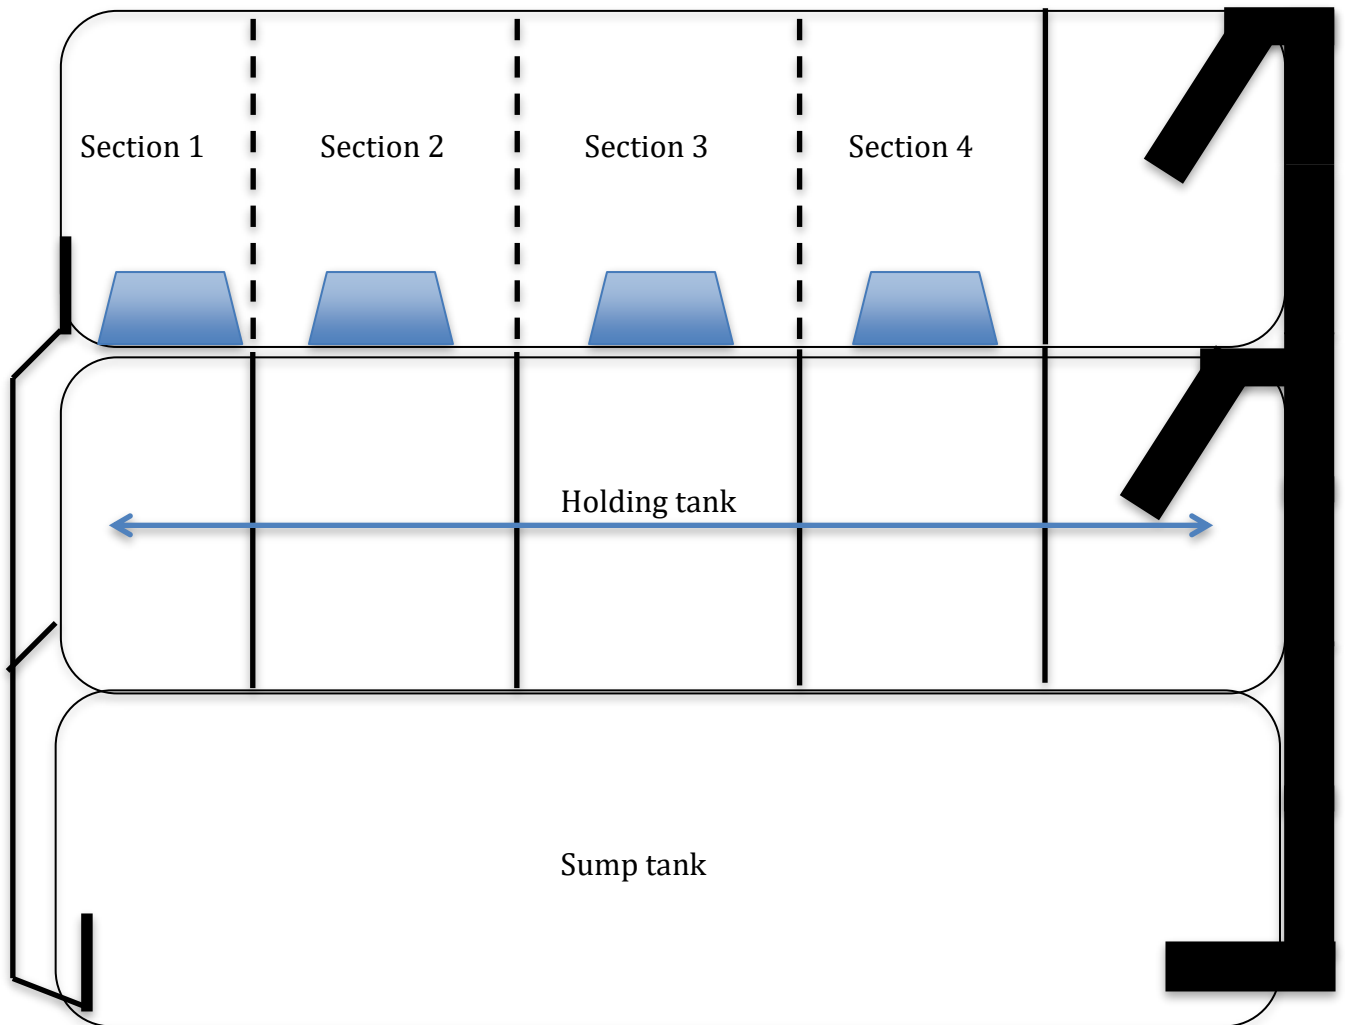 Section 1
Section 2
Section 3
Section 4
Holding tank
Sump tank